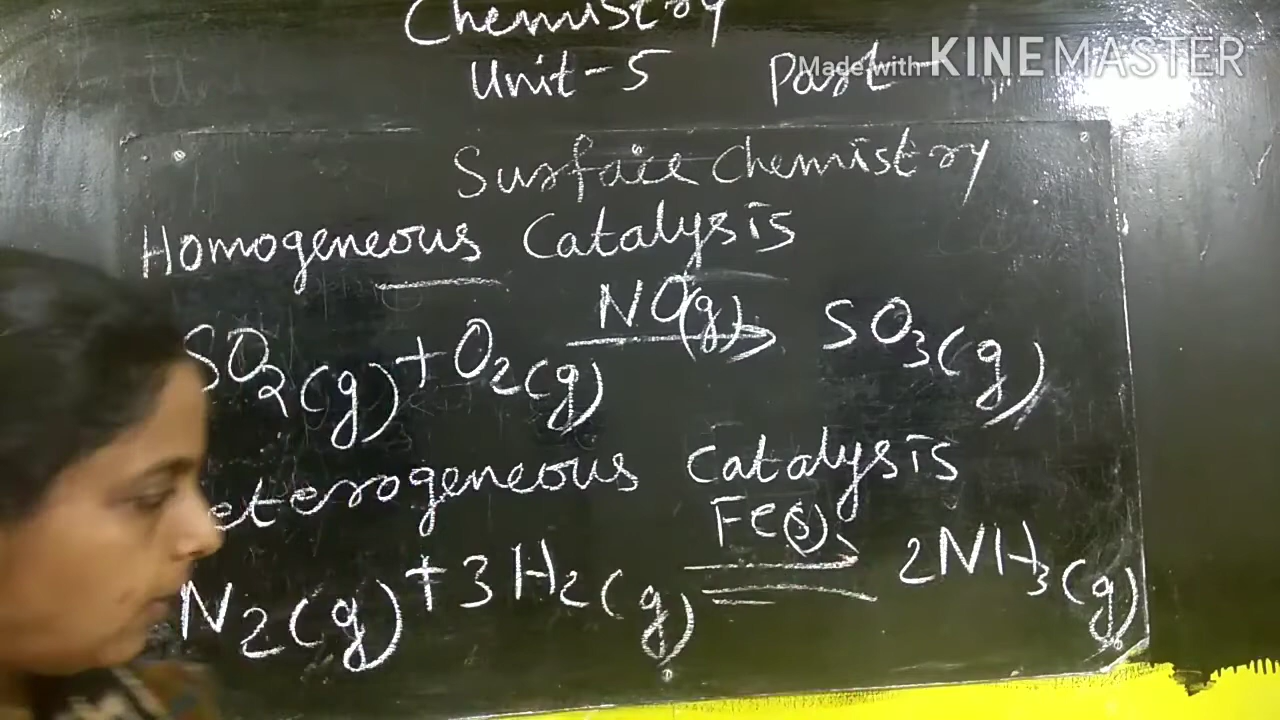 Chemistry
Unit-5 Part-
Made with KINEMASTER
Surface Chemistry
Homogeneous Catalysis
SO2(g) + O2(g) NO(g) → SO3(g)
eterogeneous Catalysis
N2(g) + 3H2(g) Fe(s) ⇌ 2NH3(g)